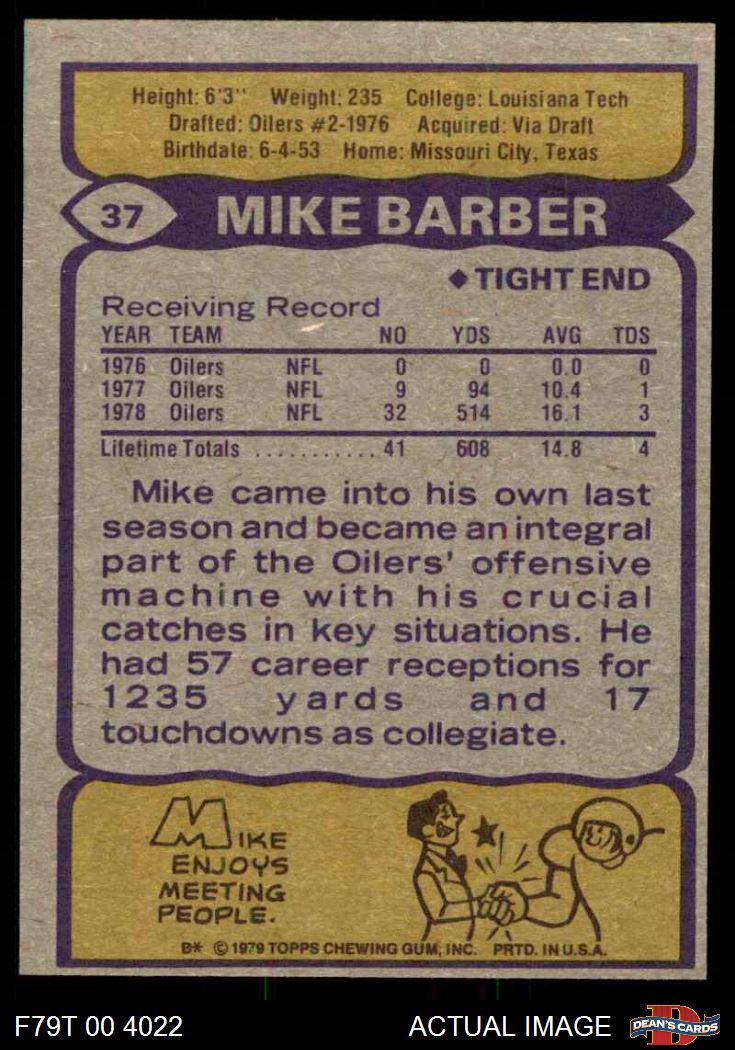 Height: 6'3" Weight: 235 College: Louisiana Tech
Drafted: Oilers #2-1976 Acquired: Via Draft
Birthdate: 6-4-53 Home: Missouri City, Texas
37 MIKE BARBER
◆ TIGHT END
Receiving Record
YEAR TEAM NO YDS AVG TDS
1976 Oilers NFL 0 0 0.0 0
1977 Oilers NFL 9 94 10.4 1
1978 Oilers NFL 32 514 16.1 3
Lifetime Totals ........... 41 608 14.8 4
Mike came into his own last
season and became an integral
part of the Oilers' offensive
machine with his crucial
catches in key situations. He
had 57 career receptions for
1235 yards and 17
touchdowns as collegiate.
MIKE
ENJOYS
MEETING
PEOPLE.
B* © 1979 TOPPS CHEWING GUM, INC. PRTD. IN U.S.A.
F79T 00 4022 ACTUAL IMAGE D DEAN'S CARDS